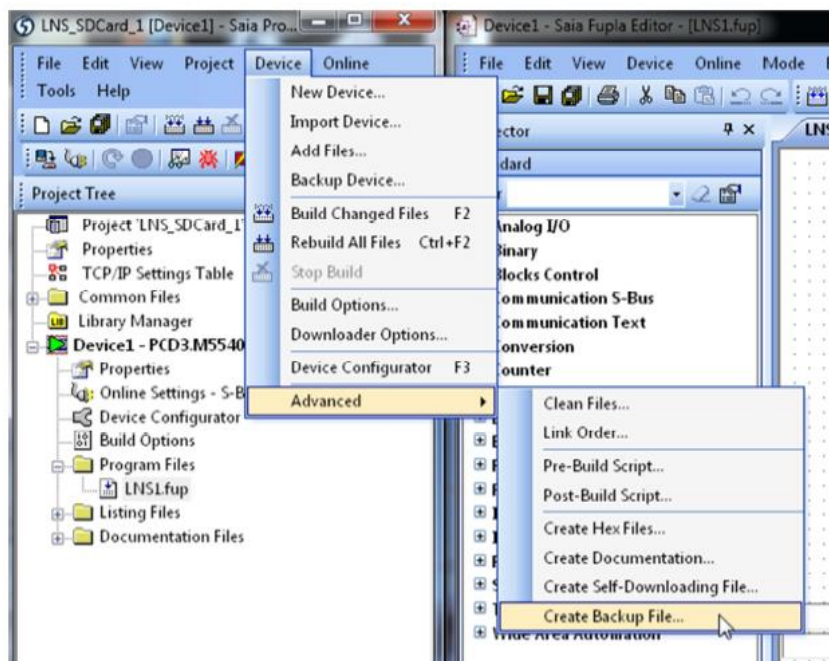 LNS_SDCard_1 [Device1] - Saia Pro...
File Edit View Project Device Online
Tools Help
Project Tree
Project 'LNS_SDCard_1'
Properties
TCP/IP Settings Table
Common Files
Library Manager
Device1 - PCD3.M5540
Properties
Online Settings - S-B
Device Configurator
Build Options
Program Files
LNS1.fup
Listing Files
Documentation Files
New Device...
Import Device...
Add Files...
Backup Device...
Build Changed Files F2
Rebuild All Files Ctrl+F2
Stop Build
Build Options...
Downloader Options...
Device Configurator F3
Advanced
Clean Files...
Link Order...
Pre-Build Script...
Post-Build Script...
Create Hex Files...
Create Documentation...
Create Self-Downloading File...
Create Backup File...
Device1 - Saia Fupla Editor - [LNS1.fup]
File Edit View Device Online Mode
ector
dard
LNS
Analog I/O
Binary
Blocks Control
Communication S-Bus
Communication Text
Conversion
Counter
Wide Area Automation